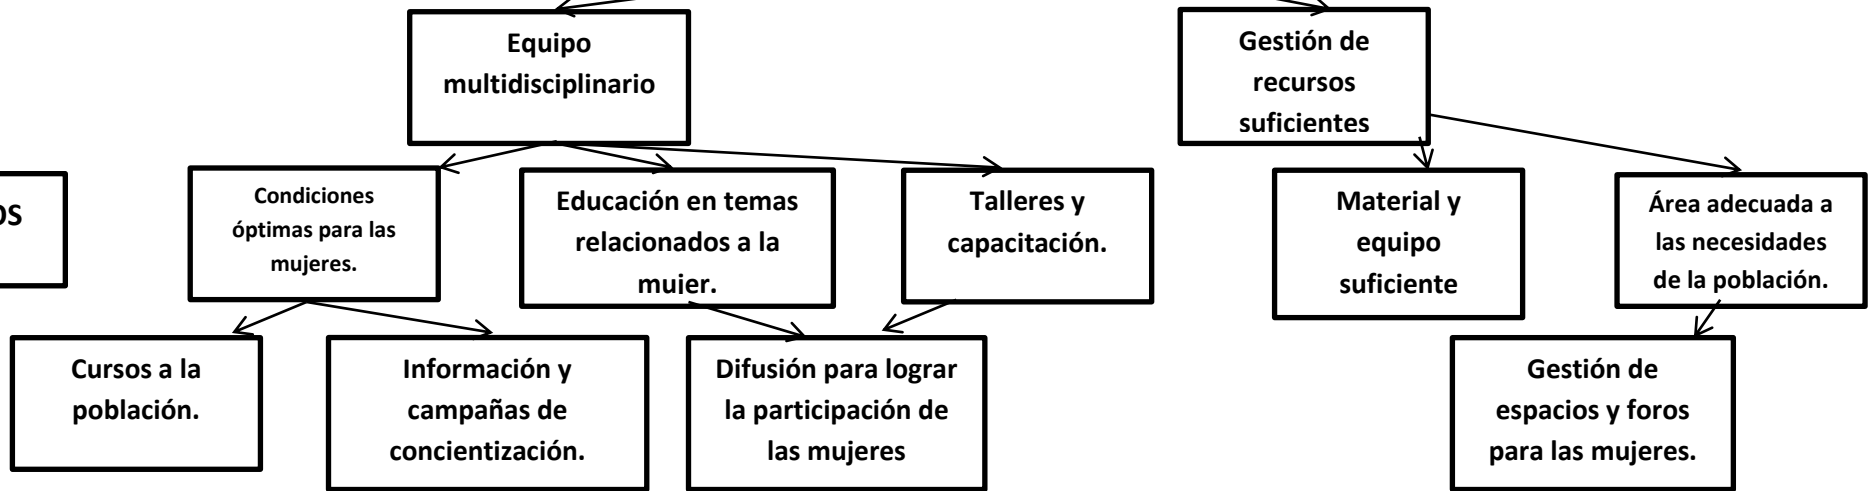 Equipo
multidisciplinario
Gestión de
recursos
suficientes
OS
Condiciones
óptimas para las
mujeres.
Educación en temas
relacionados a la
mujer.
Talleres y
capacitación.
Material y
equipo
suficiente
Área adecuada a
las necesidades
de la población.
Cursos a la
población.
Información y
campañas de
concientización.
Difusión para lograr
la participación de
las mujeres
Gestión de
espacios y foros
para las mujeres.